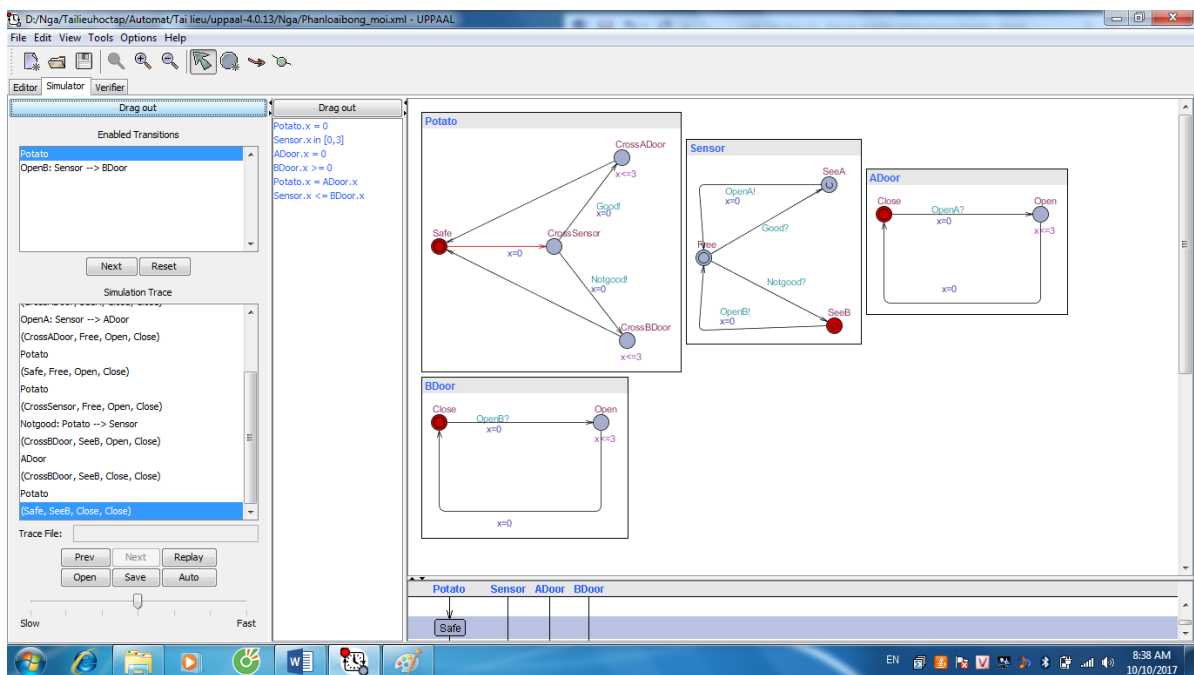 D:/Nga/Tailieuhoctap/Automat/Tai lieu/uppaal-4.0.13/Nga/Phanloaibong_moi.xml - UPPAAL
File Edit View Tools Options Help
Editor Simulator Verifier
Drag out
Enabled Transitions
Potato
OpenB: Sensor --> BDoor
Next Reset
Simulation Trace
OpenA: Sensor --> ADoor
(CrossADoor, Free, Open, Close)
Potato
(Safe, Free, Open, Close)
Potato
(CrossSensor, Free, Open, Close)
Notgood: Potato --> Sensor
(CrossBDoor, SeeB, Open, Close)
ADoor
(CrossBDoor, SeeB, Close, Close)
Potato
(Safe, SeeB, Close, Close)
Trace File:
Prev Next Replay
Open Save Auto
Slow Fast
Drag out
Potato.x = 0
Sensor.x in [0,3]
ADoor.x = 0
BDoor.x >= 0
Potato.x = ADoor.x
Sensor.x <= BDoor.x
Potato
CrossADoor
x<=3
Good!
x=0
Safe
CrossSensor
x=0
Notgood!
x=0
CrossBDoor
x<=3
Sensor
SeeA
OpenA!
x=0
Good?
Free
Notgood?
OpenB!
x=0
SeeB
ADoor
Close
OpenA?
x=0
Open
x<=3
x=0
BDoor
Close
OpenB?
x=0
Open
x<=3
x=0
Potato Sensor ADoor BDoor
Safe
EN
8:38 AM
10/10/2017